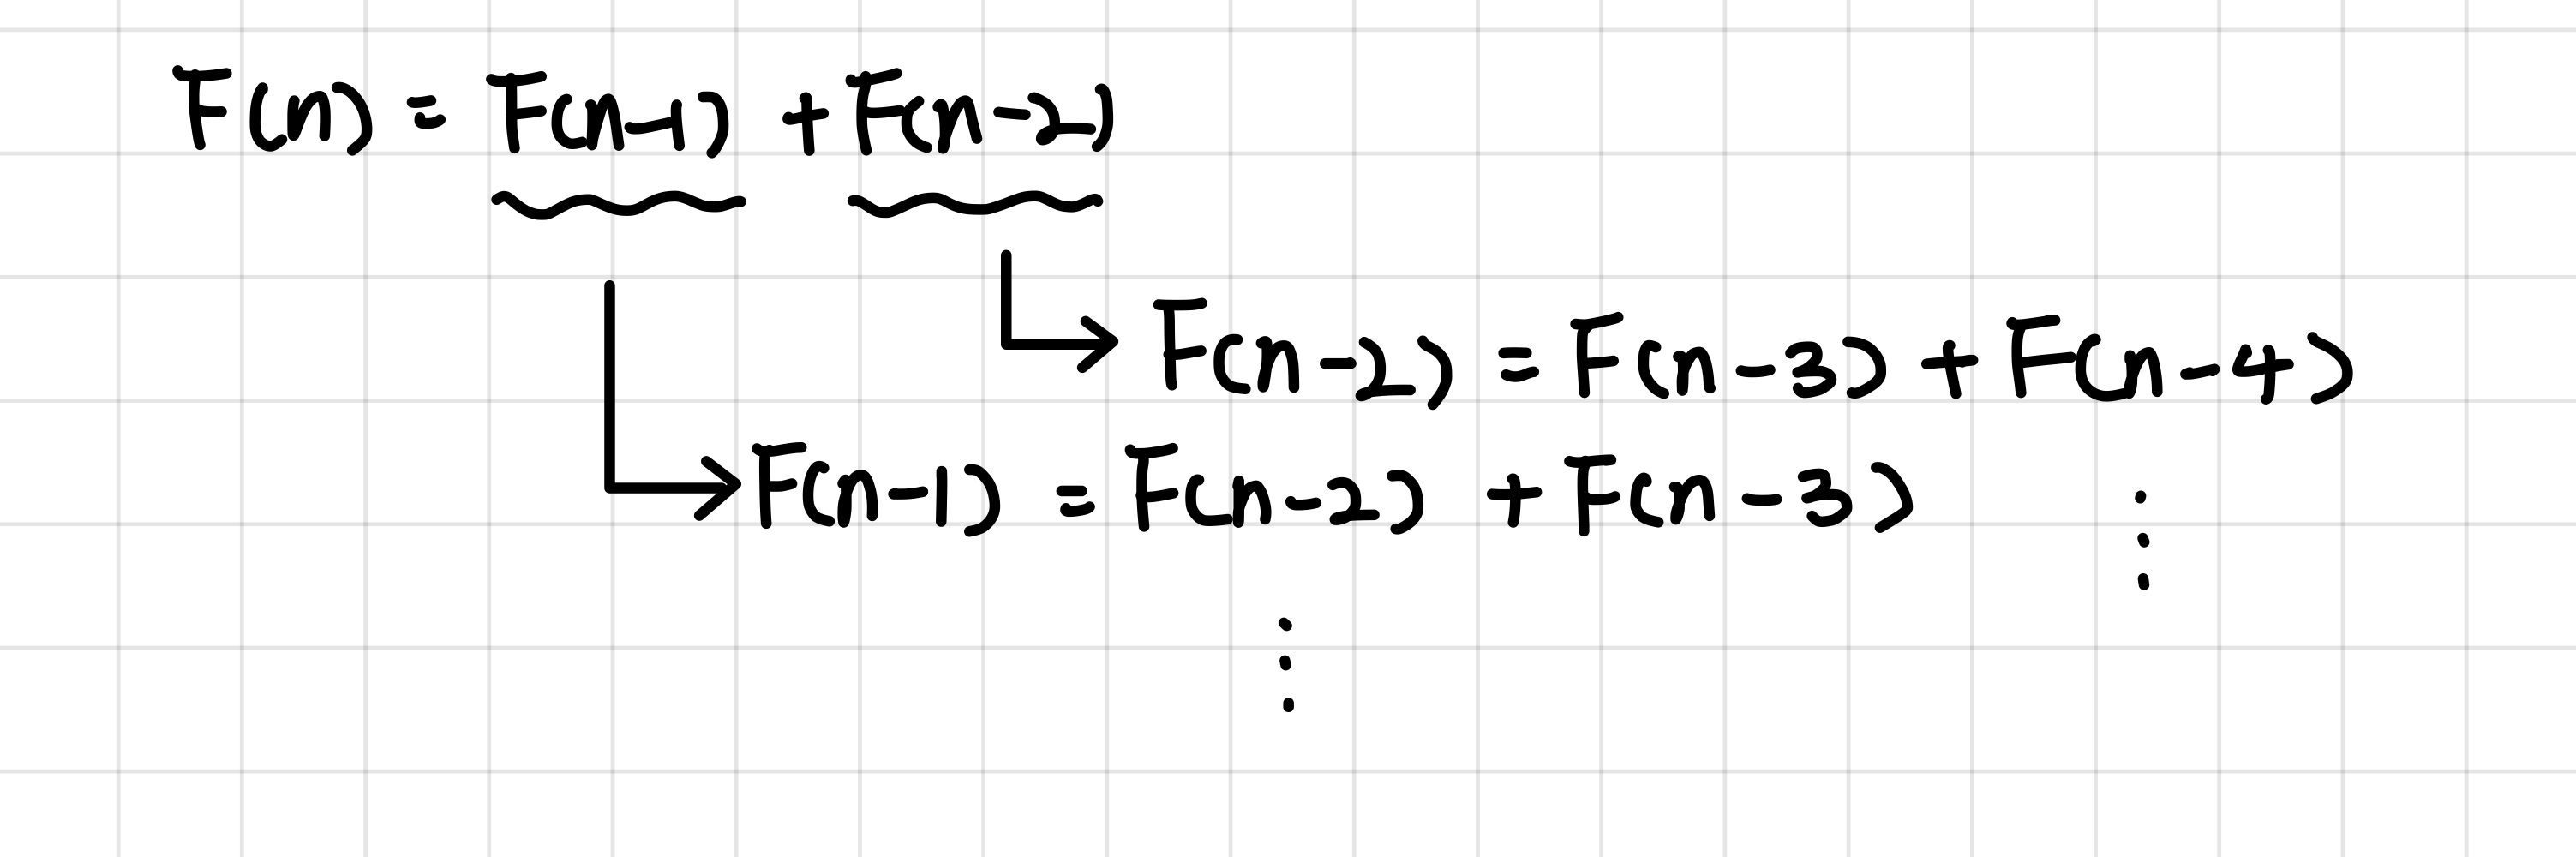 F(n) = F(n-1) + F(n-2)
F(n-2) = F(n-3) + F(n-4)
F(n-1) = F(n-2) + F(n-3)